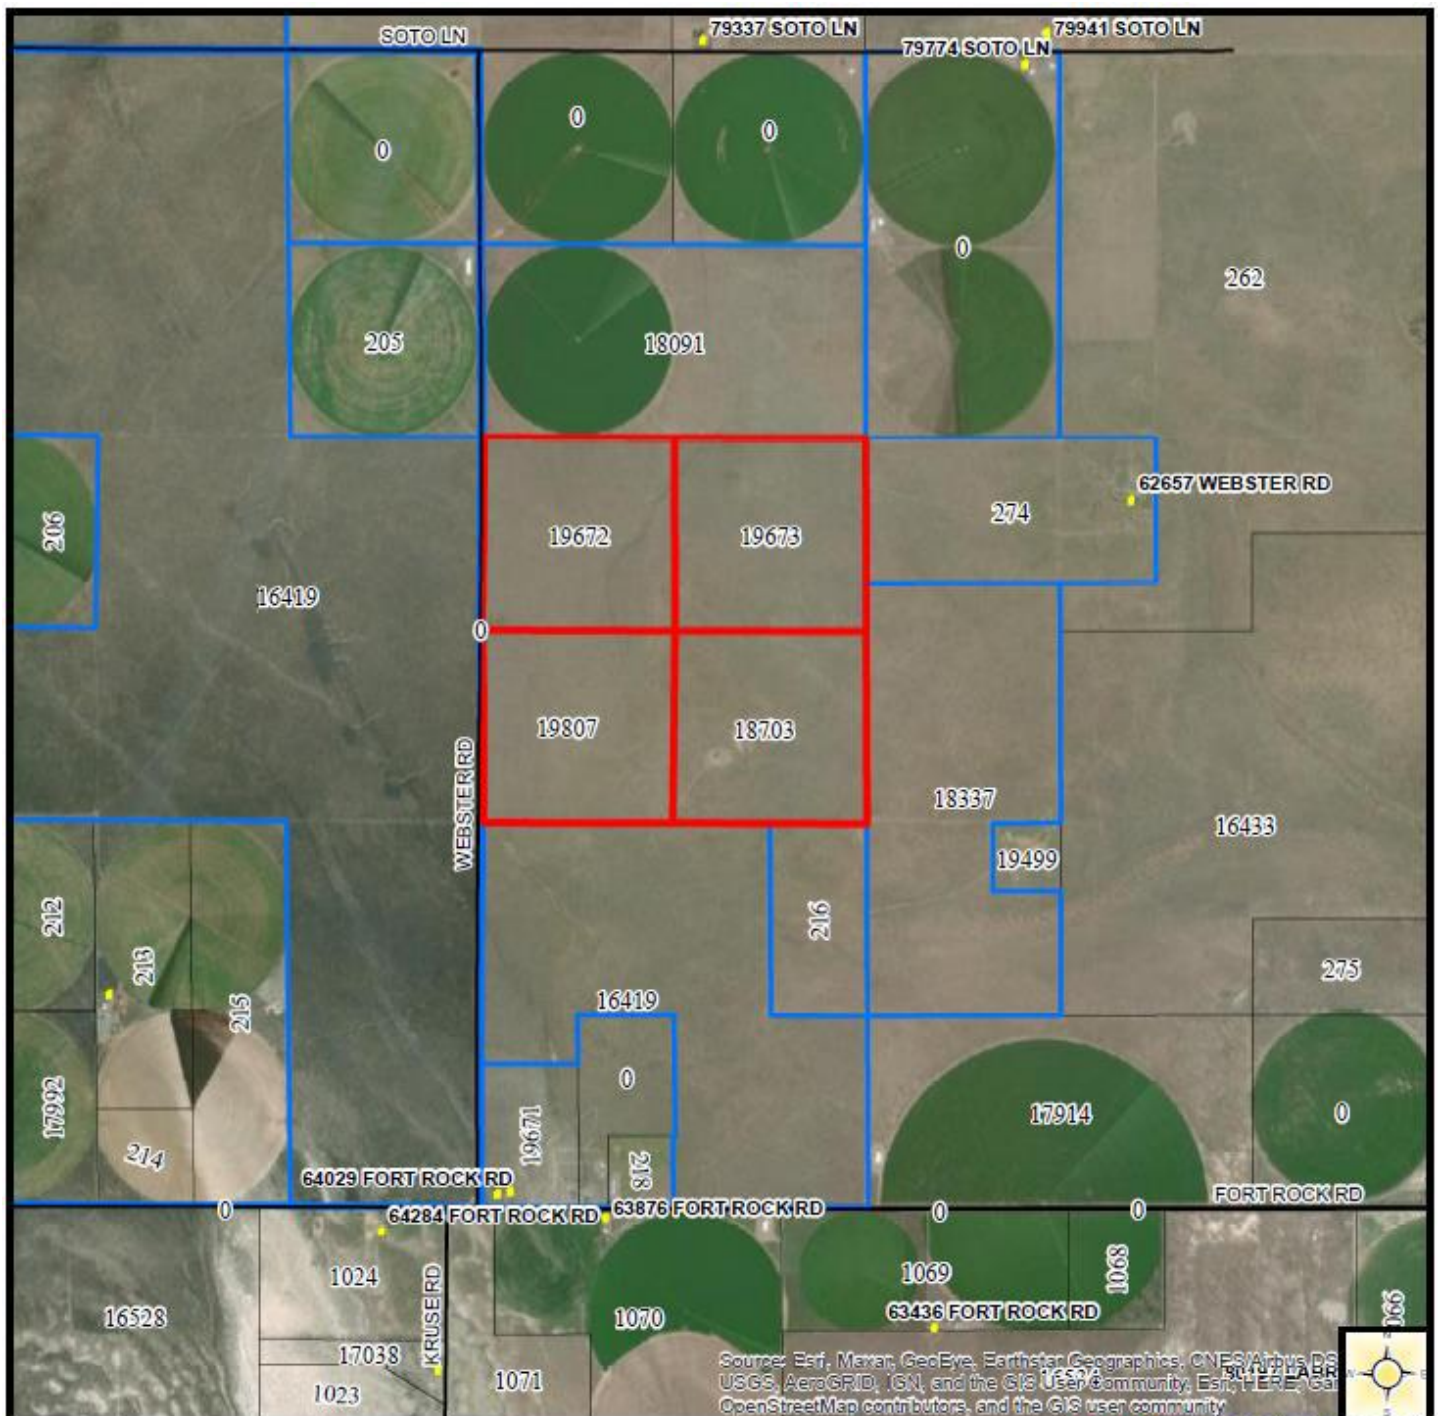 SOTO LN
79337 SOTO LN
79941 SOTO LN
79774 SOTO LN
0
0
0
0
262
205
18091
62657 WEBSTER RD
206
19672
19673
274
16419
0
19807
18703
WEBSTER RD
18337
16433
19499
212
213
215
216
275
16419
0
17992
214
19671
218
17914
0
64029 FORT ROCK RD
FORT ROCK RD
0
64284 FORT ROCK RD
63876 FORT ROCK RD
0
0
1024
KRUSE RD
1069
1068
16528
1070
63436 FORT ROCK RD
17038
1023
1071
Source: Esri, Maxar, GeoEye, Earthstar Geographics, CNES/Airbus DS
USGS, AeroGRID, IGN, and the GIS User Community, Esri, HERE,
OpenStreetMap contributors, and the GIS user community
N
W
E
S